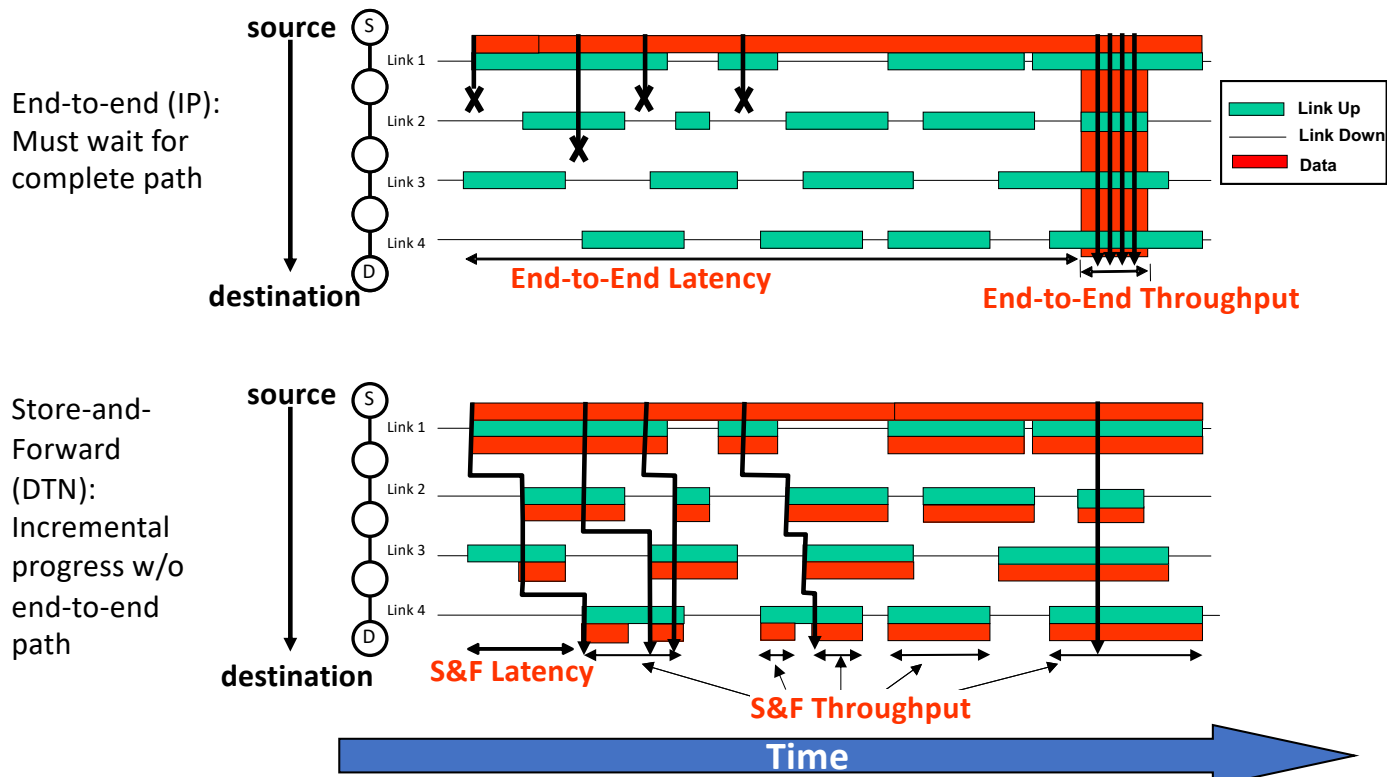 source
S
Link 1
End-to-end (IP):
Must wait for
complete path
Link 2
Link 3
Link 4
D
destination
End-to-End Latency
End-to-End Throughput
Link Up
Link Down
Data
source
S
Link 1
Store-and-
Forward
(DTN):
Incremental
progress w/o
end-to-end
path
Link 2
Link 3
Link 4
D
destination
S&F Latency
S&F Throughput
Time